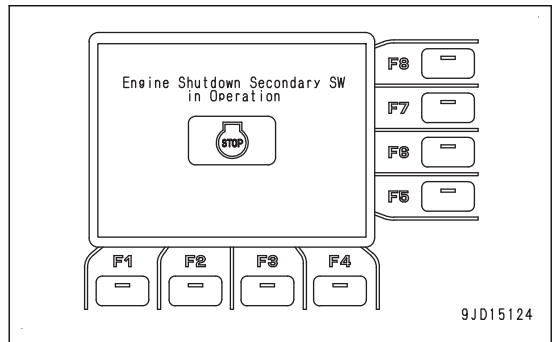 Engine Shutdown Secondary SW
in Operation
STOP
F8
F7
F6
F5
F1 F2 F3 F4
9JD15124